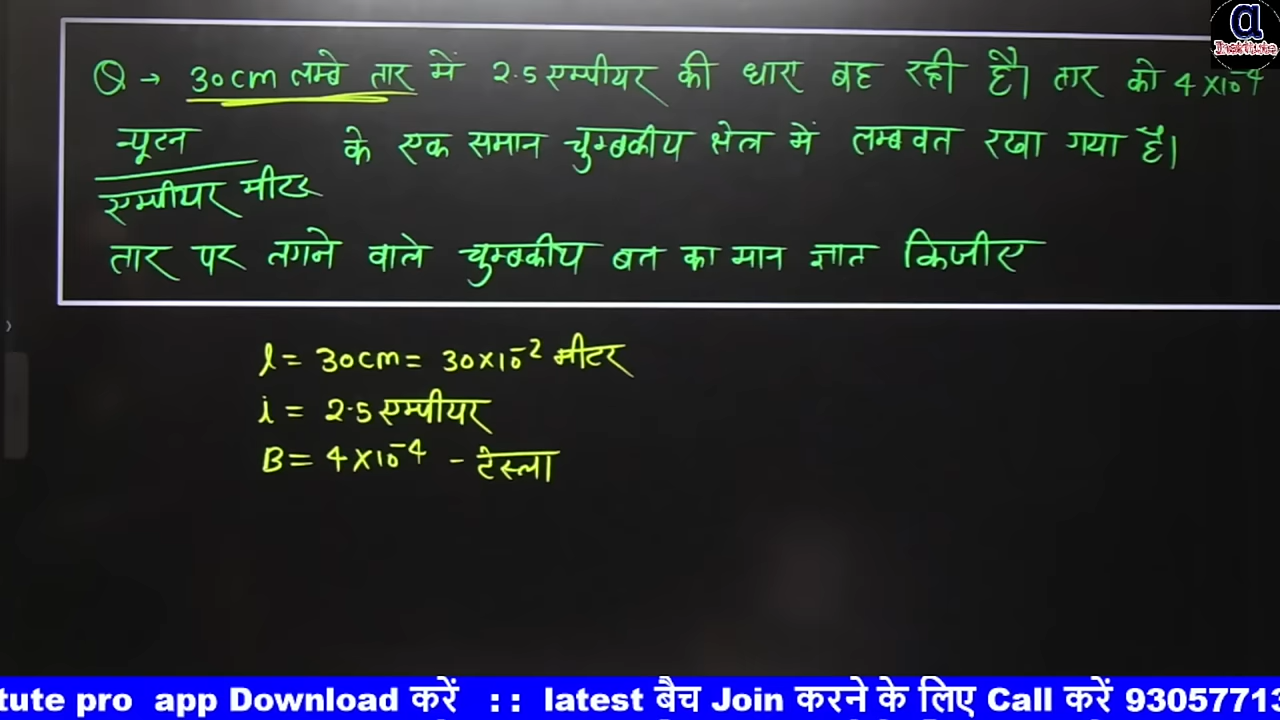 a
Institute
Q → 30cm लम्बे तार में 2.5 एम्पीयर की धारा बह रही है। तार को 4×10⁻⁴
न्यूटन
एम्पीयर मीटर
के एक समान चुम्बकीय क्षेत्र में लम्बवत रखा गया है।
तार पर लगने वाले चुम्बकीय बल का मान ज्ञात किजीए
l = 30cm = 30×10⁻² मीटर
i = 2.5 एम्पीयर
B = 4×10⁻⁴ - टेस्ला
tute pro app Download करें :: latest बैच Join करने के लिए Call करें 93057713